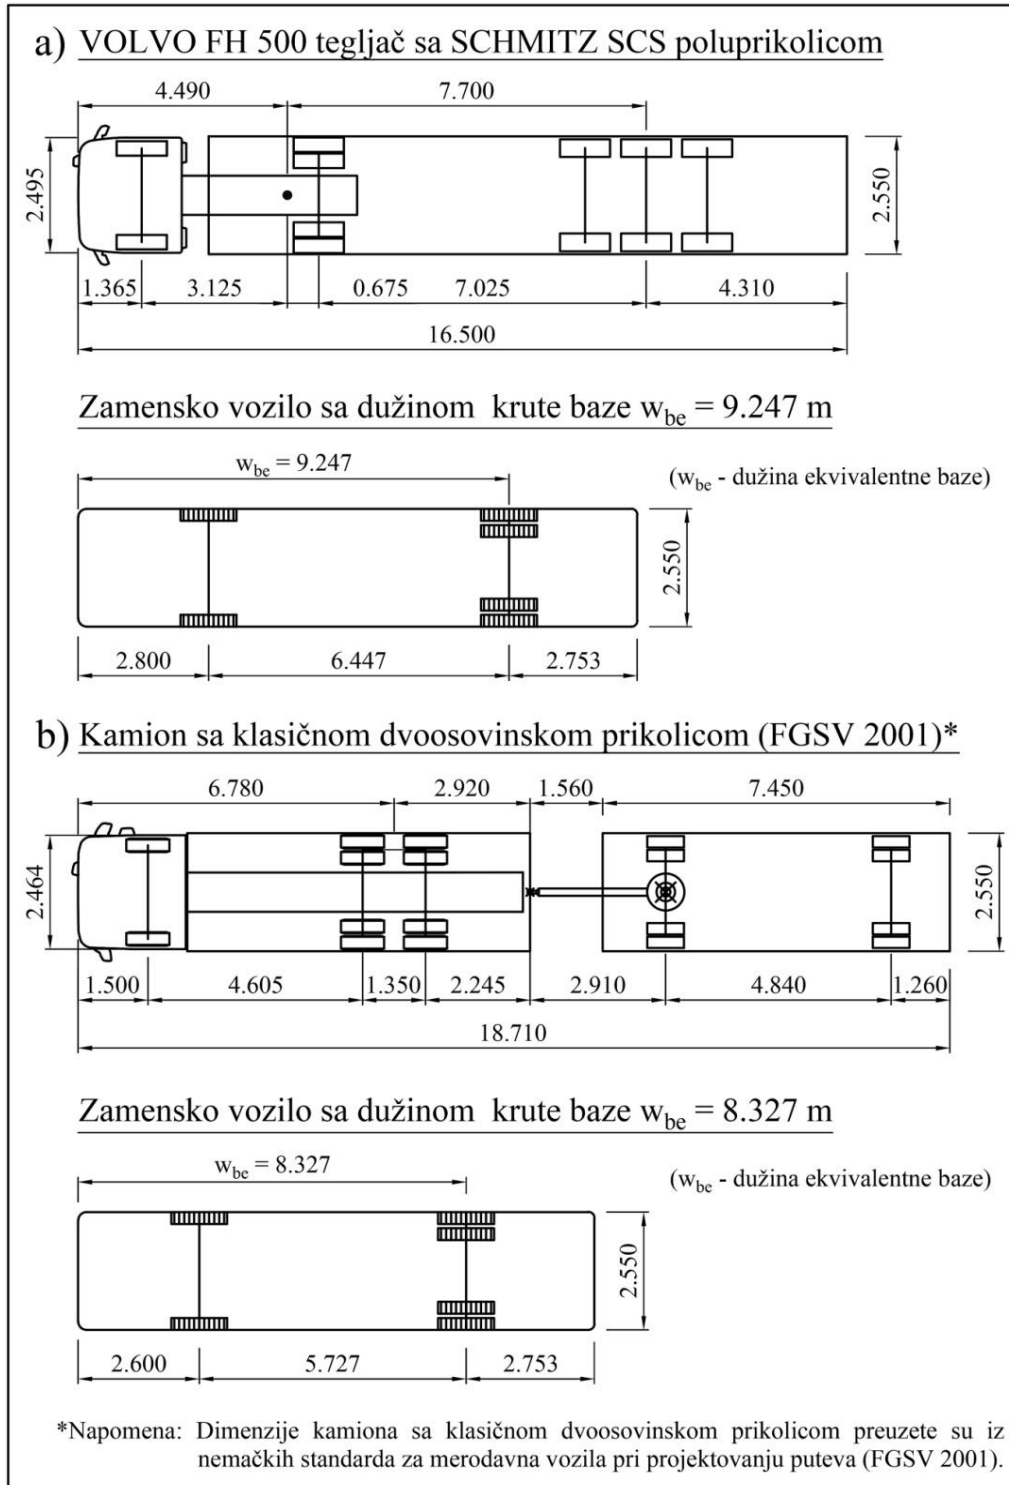 a) VOLVO FH 500 tegljač sa SCHMITZ SCS poluprikolicom
4.490 7.700
2.495
2.550
1.365 3.125 0.675 7.025 4.310
16.500
Zamensko vozilo sa dužinom krute baze wbe = 9.247 m
wbe = 9.247
(wbe - dužina ekvivalentne baze)
2.550
2.800 6.447 2.753
b) Kamion sa klasičnom dvoosovinskom prikolicom (FGSV 2001)*
6.780 2.920 1.560 7.450
2.464
2.550
1.500 4.605 1.350 2.245 2.910 4.840 1.260
18.710
Zamensko vozilo sa dužinom krute baze wbe = 8.327 m
wbe = 8.327
(wbe - dužina ekvivalentne baze)
2.550
2.600 5.727 2.753
*Napomena: Dimenzije kamiona sa klasičnom dvoosovinskom prikolicom preuzete su iz
nemačkih standarda za merodavna vozila pri projektovanju puteva (FGSV 2001).